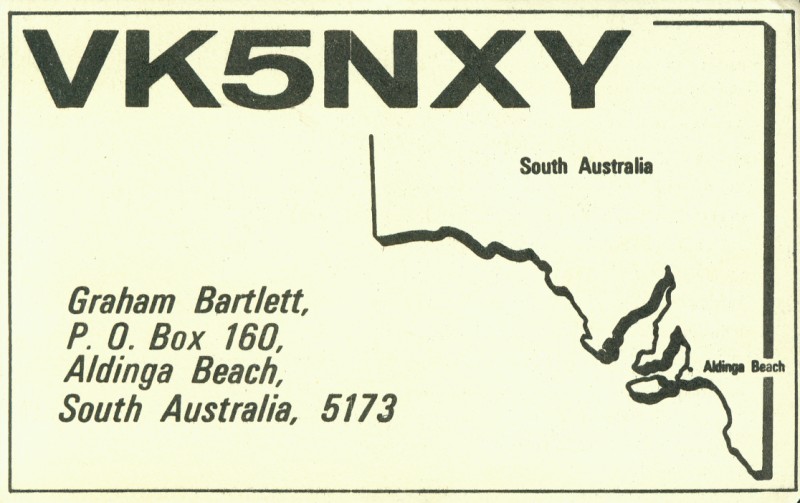 VK5NXY
South Australia
Graham Bartlett,
P. O. Box 160,
Aldinga Beach,
South Australia, 5173
Aldinga Beach